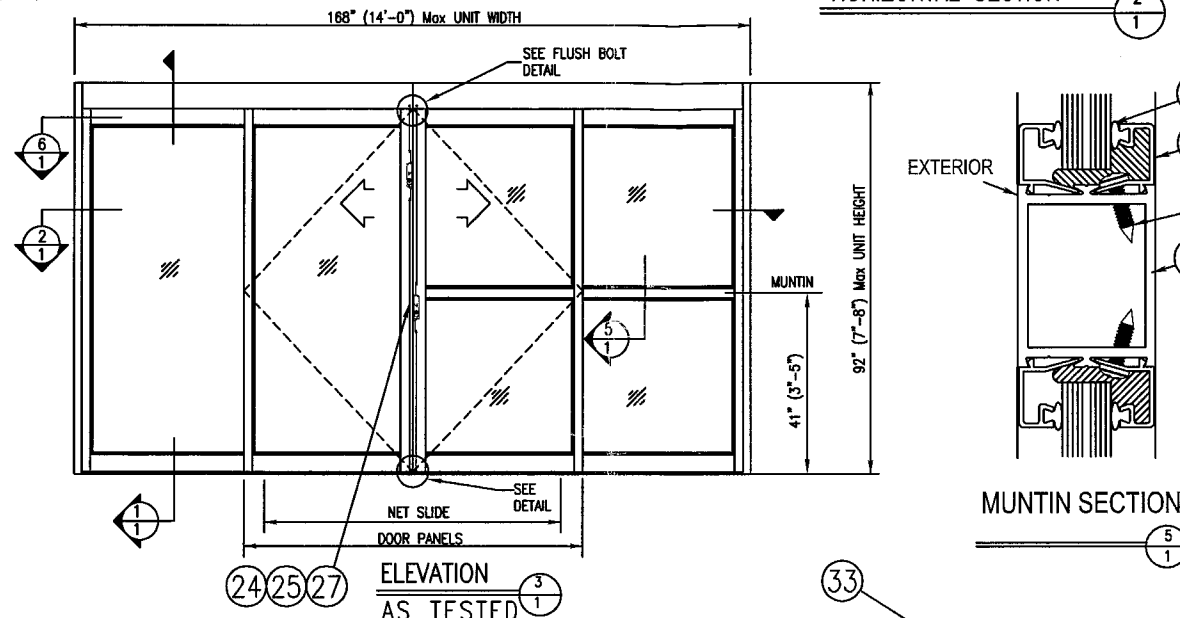 168" (14'-0") Max UNIT WIDTH
2
1
SEE FLUSH BOLT
DETAIL
6
1
2
1
EXTERIOR
MUNTIN
5
1
41" (3"-5")
92" (7"-8") Max UNIT HEIGHT
1
1
SEE
DETAIL
NET SLIDE
DOOR PANELS
MUNTIN SECTION
5
1
24 25 27
ELEVATION
3
1
AS TESTED
33